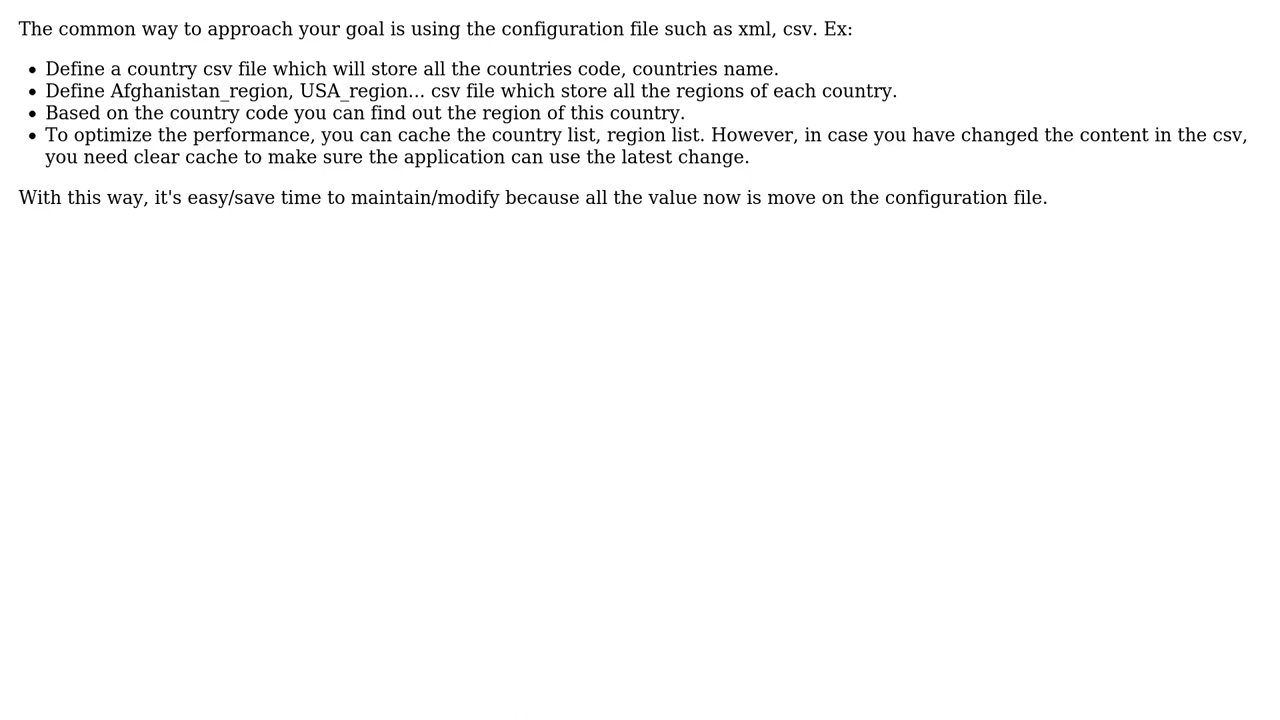 The common way to approach your goal is using the configuration file such as xml, csv. Ex:
• Define a country csv file which will store all the countries code, countries name.
• Define Afghanistan_region, USA_region... csv file which store all the regions of each country.
• Based on the country code you can find out the region of this country.
• To optimize the performance, you can cache the country list, region list. However, in case you have changed the content in the csv,
you need clear cache to make sure the application can use the latest change.
With this way, it's easy/save time to maintain/modify because all the value now is move on the configuration file.